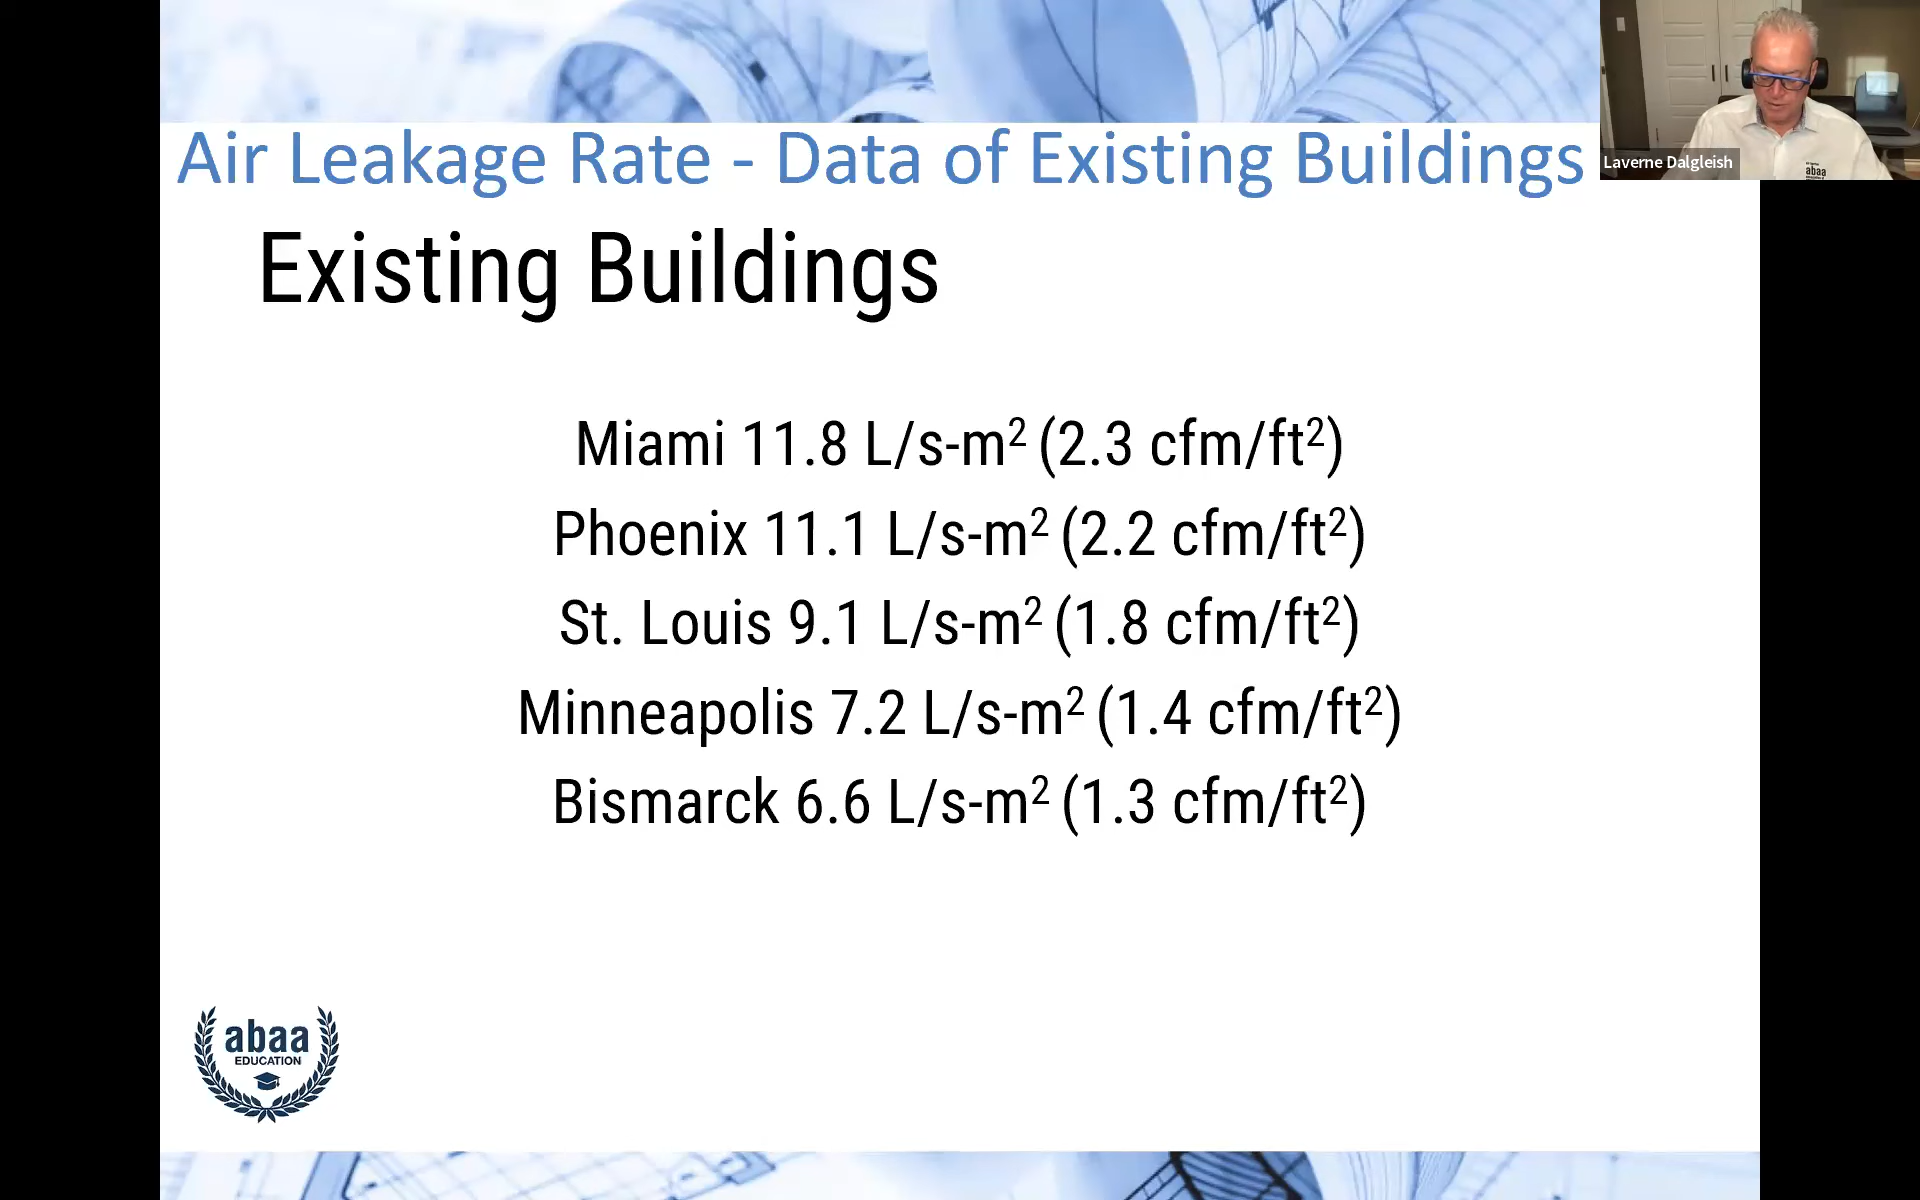 Air Leakage Rate - Data of Existing Buildings
Laverne Dalgleish
abaa
Existing Buildings
Miami 11.8 L/s-m² (2.3 cfm/ft²)
Phoenix 11.1 L/s-m² (2.2 cfm/ft²)
St. Louis 9.1 L/s-m² (1.8 cfm/ft²)
Minneapolis 7.2 L/s-m² (1.4 cfm/ft²)
Bismarck 6.6 L/s-m² (1.3 cfm/ft²)
abaa
EDUCATION